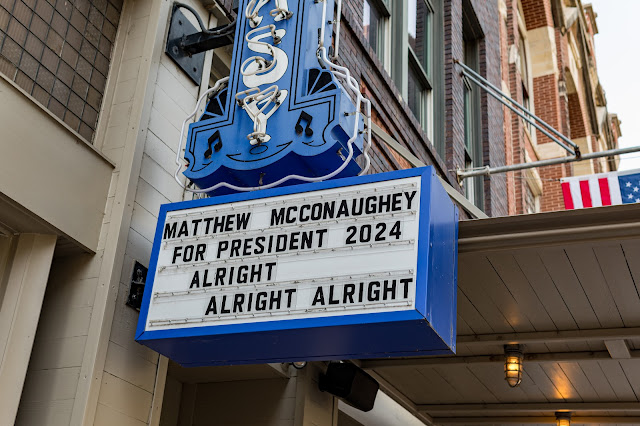 MATTHEW MCCONAUGHEY
FOR PRESIDENT 2024
ALRIGHT
ALRIGHT ALRIGHT